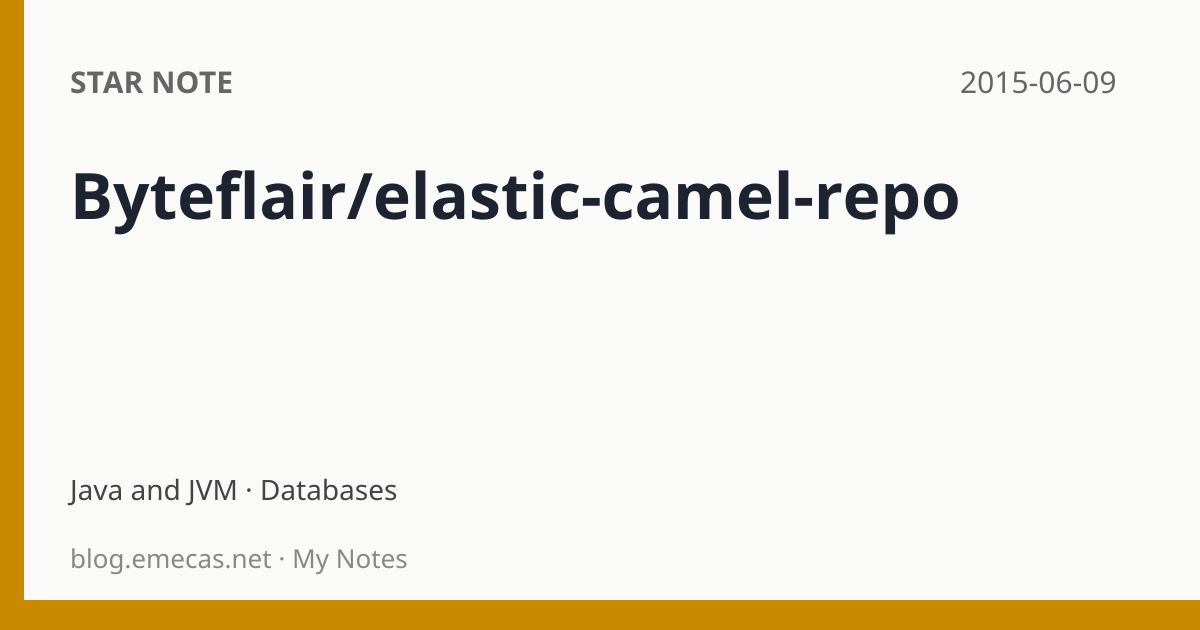 STAR NOTE
2015-06-09
Byteflair/elastic-camel-repo
Java and JVM · Databases
blog.emecas.net · My Notes